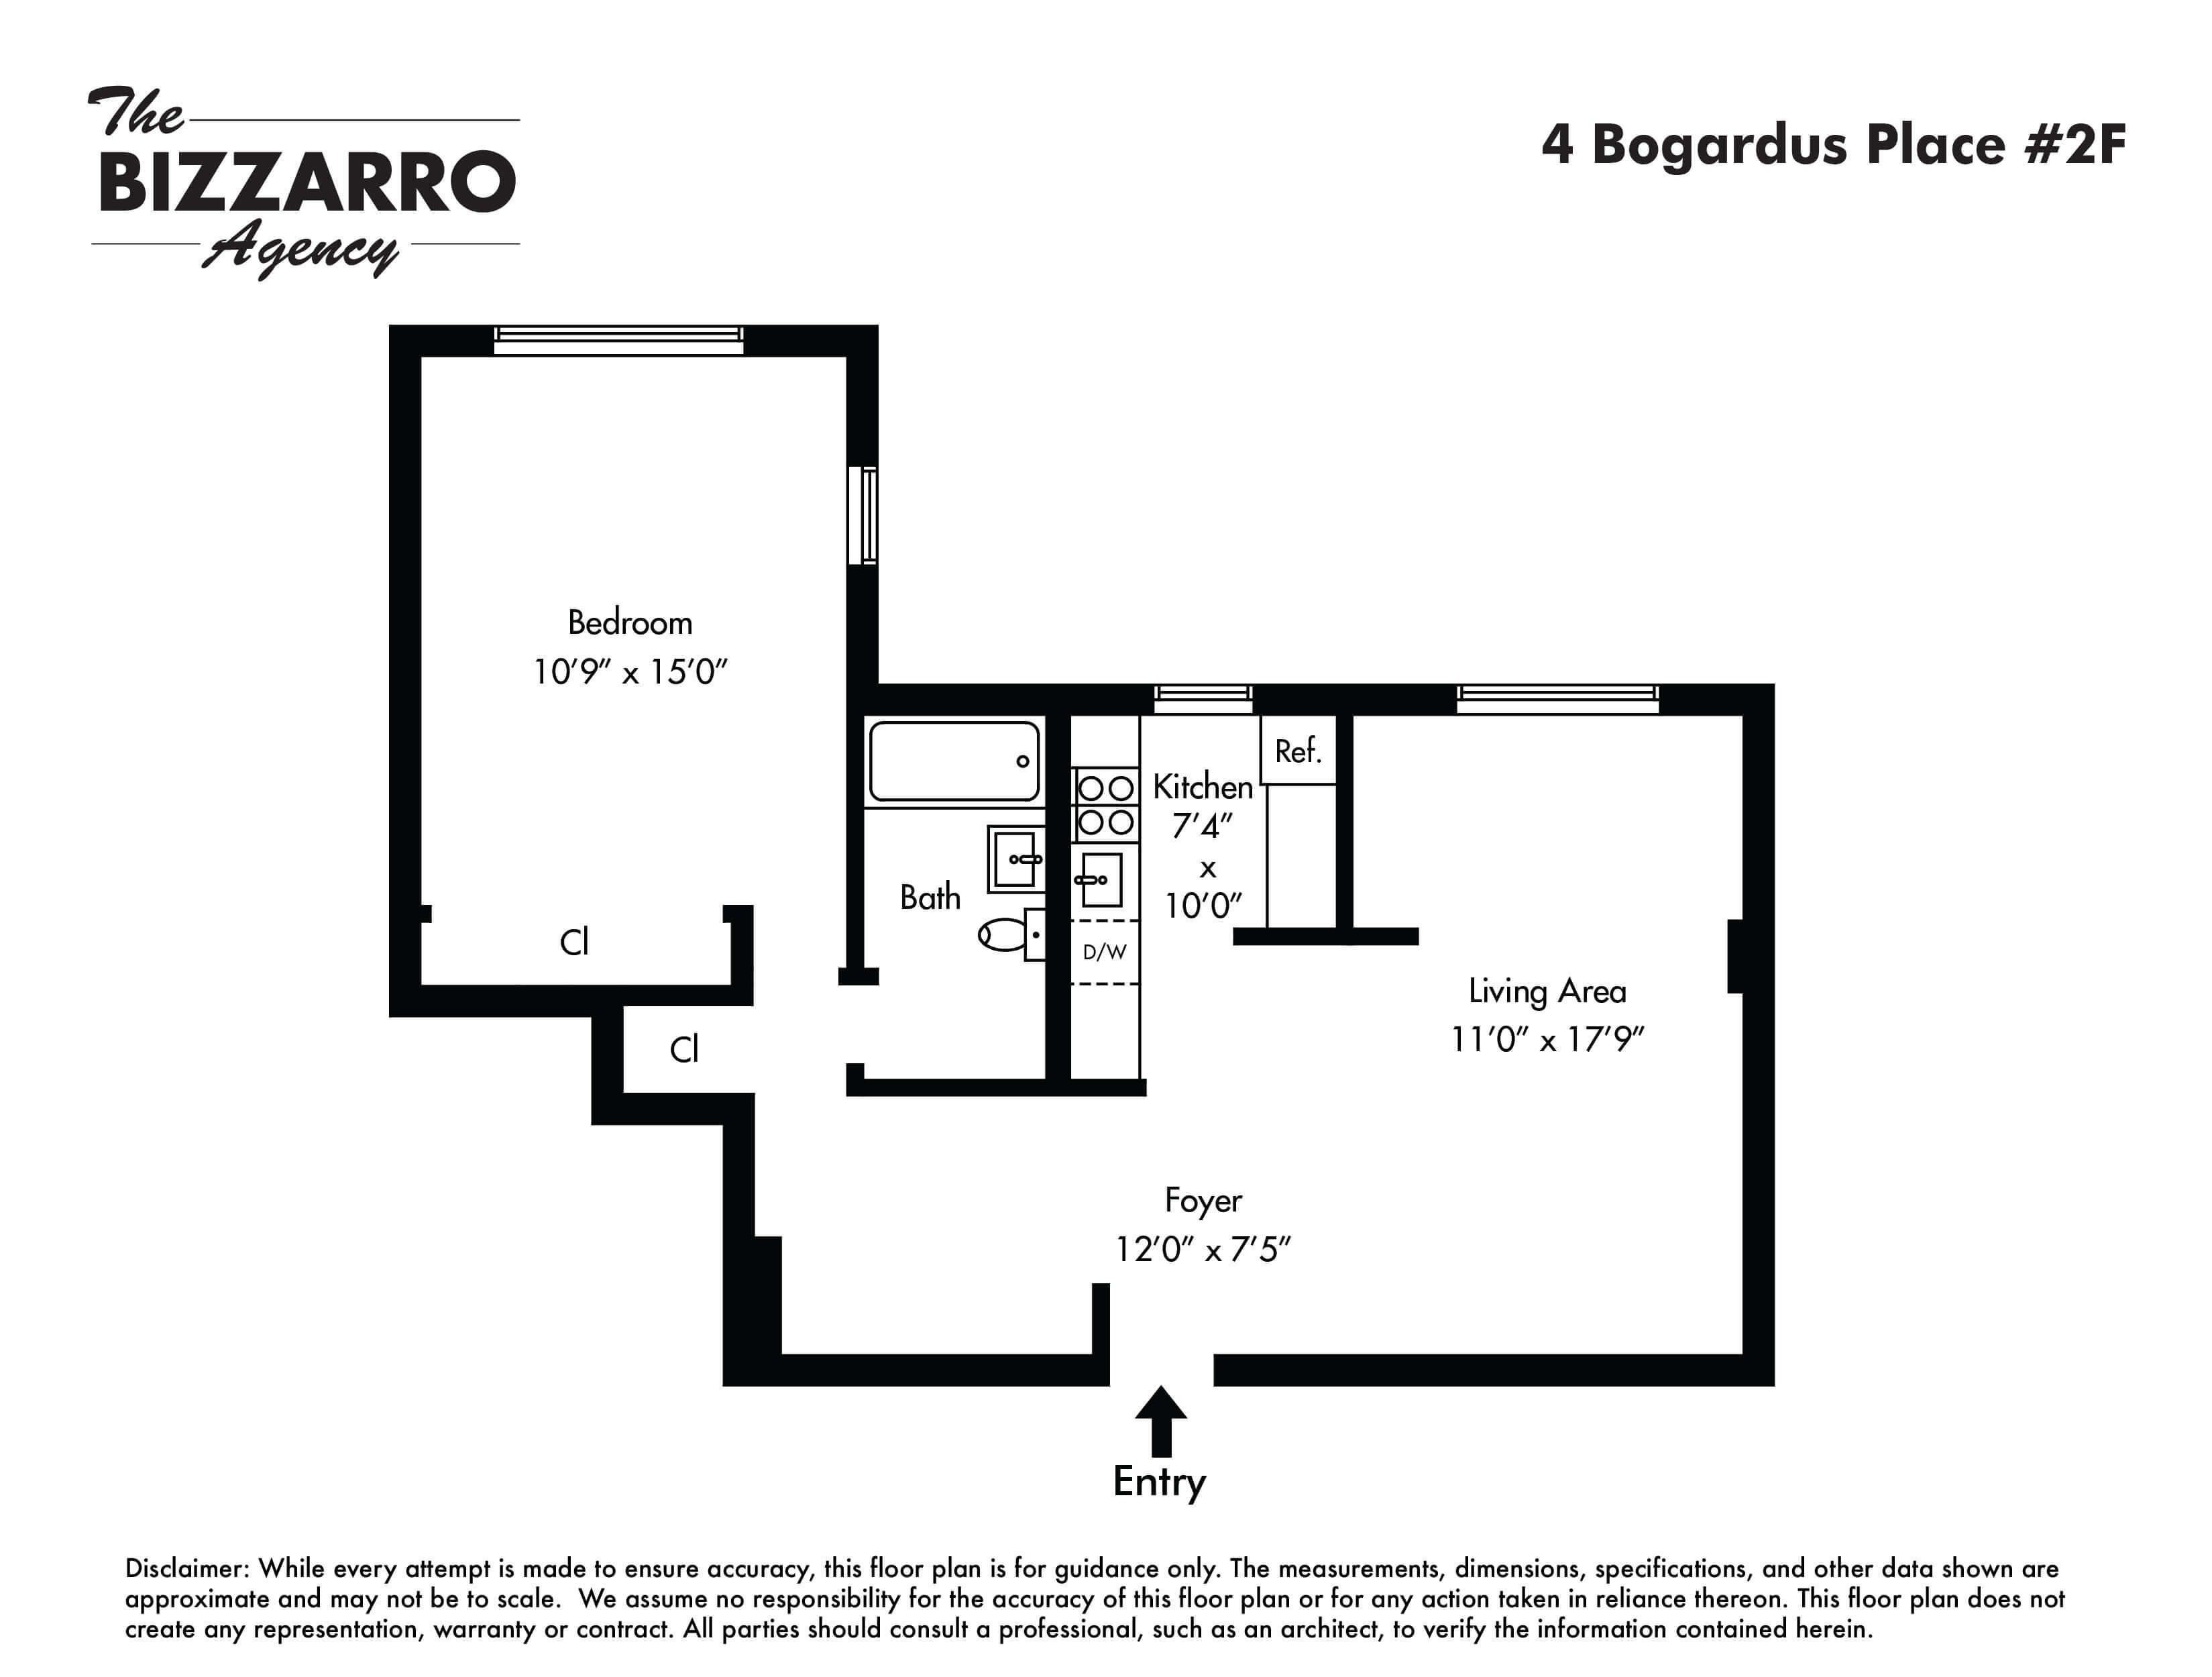 The
BIZZARRO
Agency
4 Bogardus Place #2F
Bedroom
10'9" x 15'0"
Cl
Cl
Bath
Ref.
Kitchen
7'4"
x
10'0"
D/W
Living Area
11'0" x 17'9"
Foyer
12'0" x 7'5"
Entry
Disclaimer: While every attempt is made to ensure accuracy, this floor plan is for guidance only. The measurements, dimensions, specifications, and other data shown are
approximate and may not be to scale.  We assume no responsibility for the accuracy of this floor plan or for any action taken in reliance thereon. This floor plan does not
create any representation, warranty or contract. All parties should consult a professional, such as an architect, to verify the information contained herein.